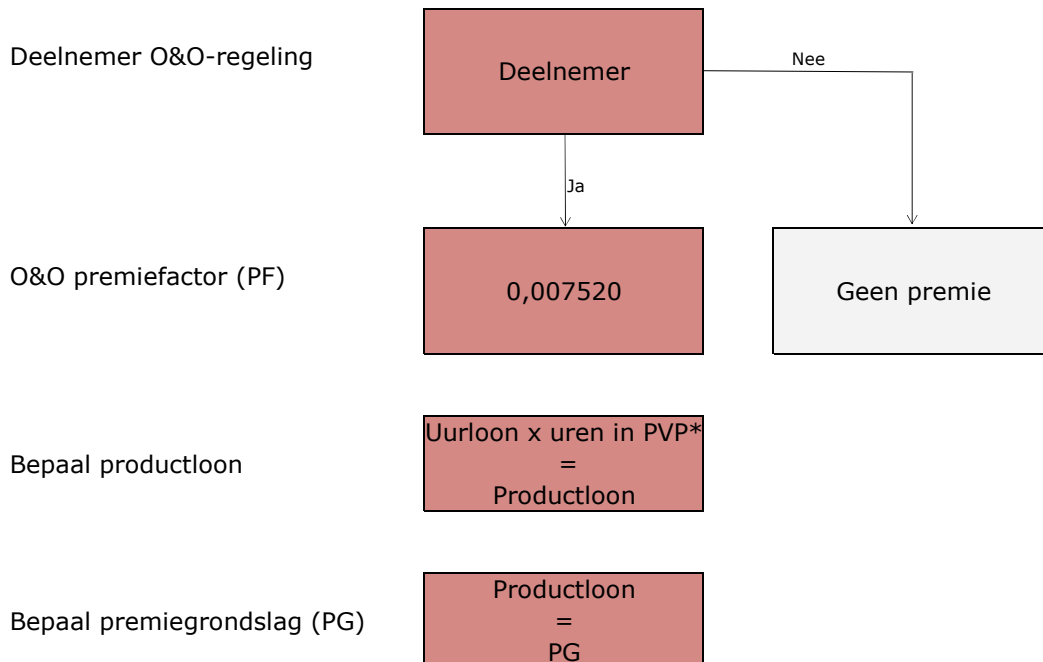 Deelnemer O&O-regeling
Deelnemer
Nee
Ja
O&O premiefactor (PF)
0,007520
Geen premie
Bepaal productloon
Uurloon x uren in PVP*
=
Productloon
Bepaal premiegrondslag (PG)
Productloon
=
PG